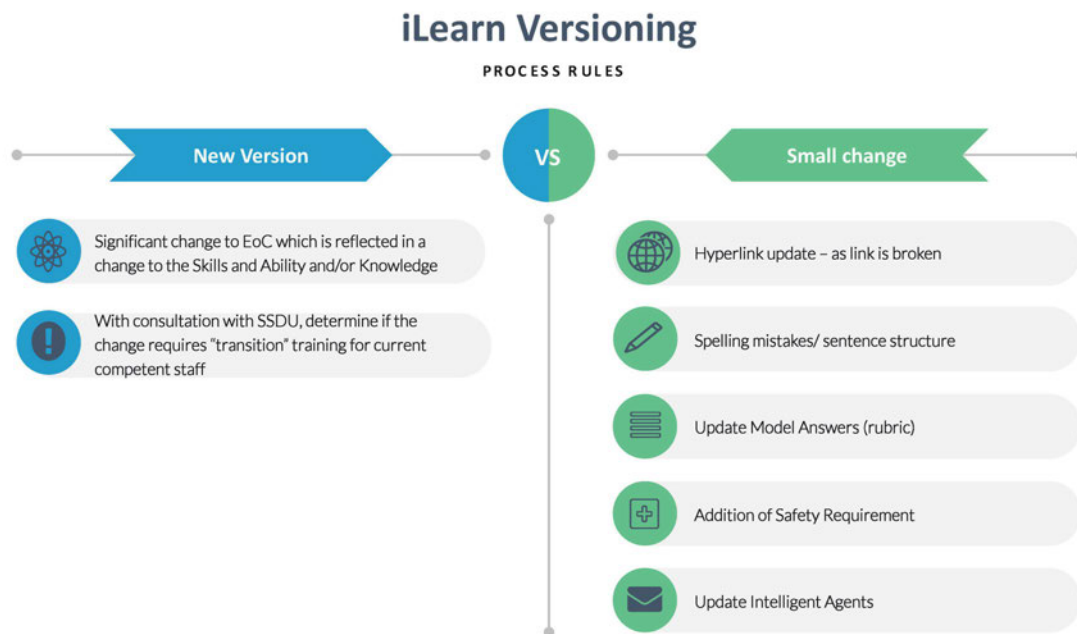 iLearn Versioning
PROCESS RULES
New Version
VS
Small change
Significant change to EoC which is reflected in a
change to the Skills and Ability and/or Knowledge
With consultation with SSDU, determine if the
change requires “transition” training for current
competent staff
Hyperlink update – as link is broken
Spelling mistakes/ sentence structure
Update Model Answers (rubric)
Addition of Safety Requirement
Update Intelligent Agents